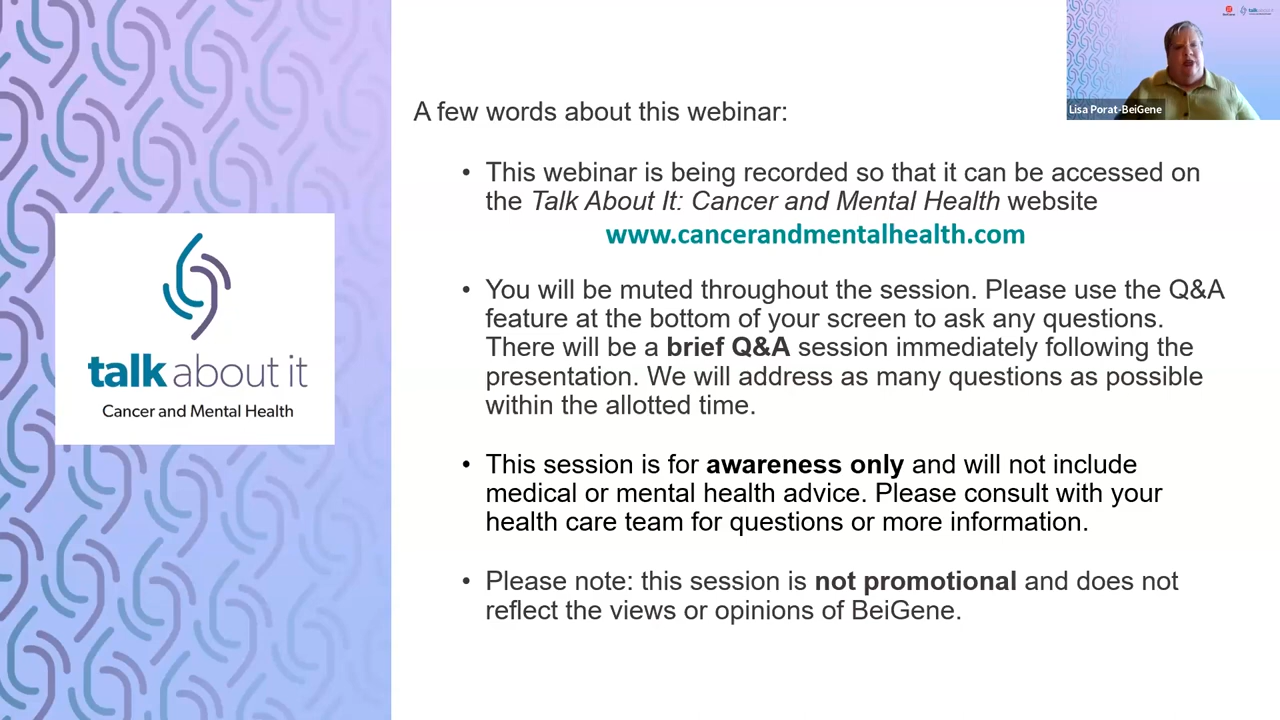 Lisa Porat-BeiGene
A few words about this webinar:
• This webinar is being recorded so that it can be accessed on
the Talk About It: Cancer and Mental Health website
www.cancerandmentalhealth.com
• You will be muted throughout the session. Please use the Q&A
feature at the bottom of your screen to ask any questions.
There will be a brief Q&A session immediately following the
presentation. We will address as many questions as possible
within the allotted time.
• This session is for awareness only and will not include
medical or mental health advice. Please consult with your
health care team for questions or more information.
• Please note: this session is not promotional and does not
reflect the views or opinions of BeiGene.
talk about it
Cancer and Mental Health
talk about it